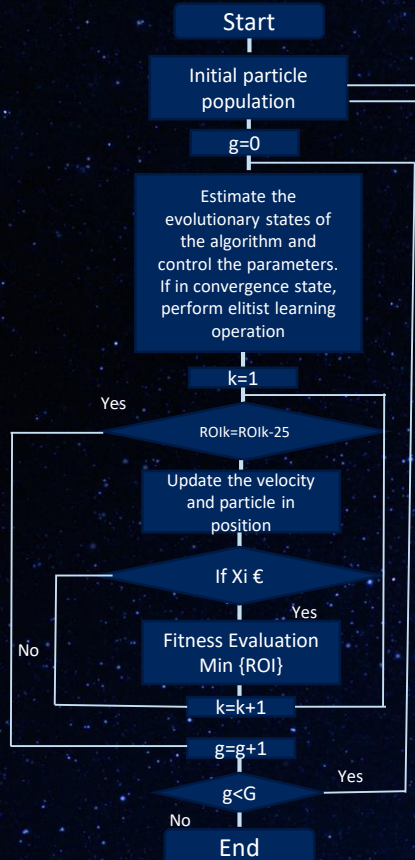 Start
Initial particle
population
g=0
Estimate the
evolutionary states of
the algorithm and
control the parameters.
If in convergence state,
perform elitist learning
operation
k=1
Yes
ROIk=ROIk-25
Update the velocity
and particle in
position
If Xi €
Yes
No
Fitness Evaluation
Min {ROI}
k=k+1
g=g+1
g<G
Yes
No
End